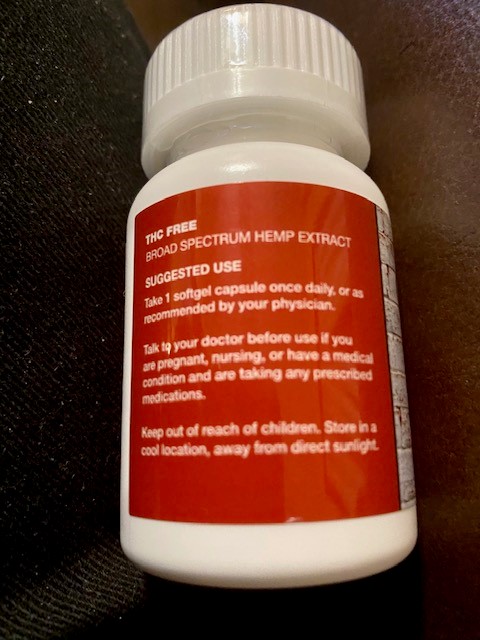 THC FREE
BROAD SPECTRUM HEMP EXTRACT
SUGGESTED USE
Take 1 softgel capsule once daily, or as
recommended by your physician.
Talk to your doctor before use if you
are pregnant, nursing, or have a medical
condition and are taking any prescribed
medications.
Keep out of reach of children. Store in a
cool location, away from direct sunlight.